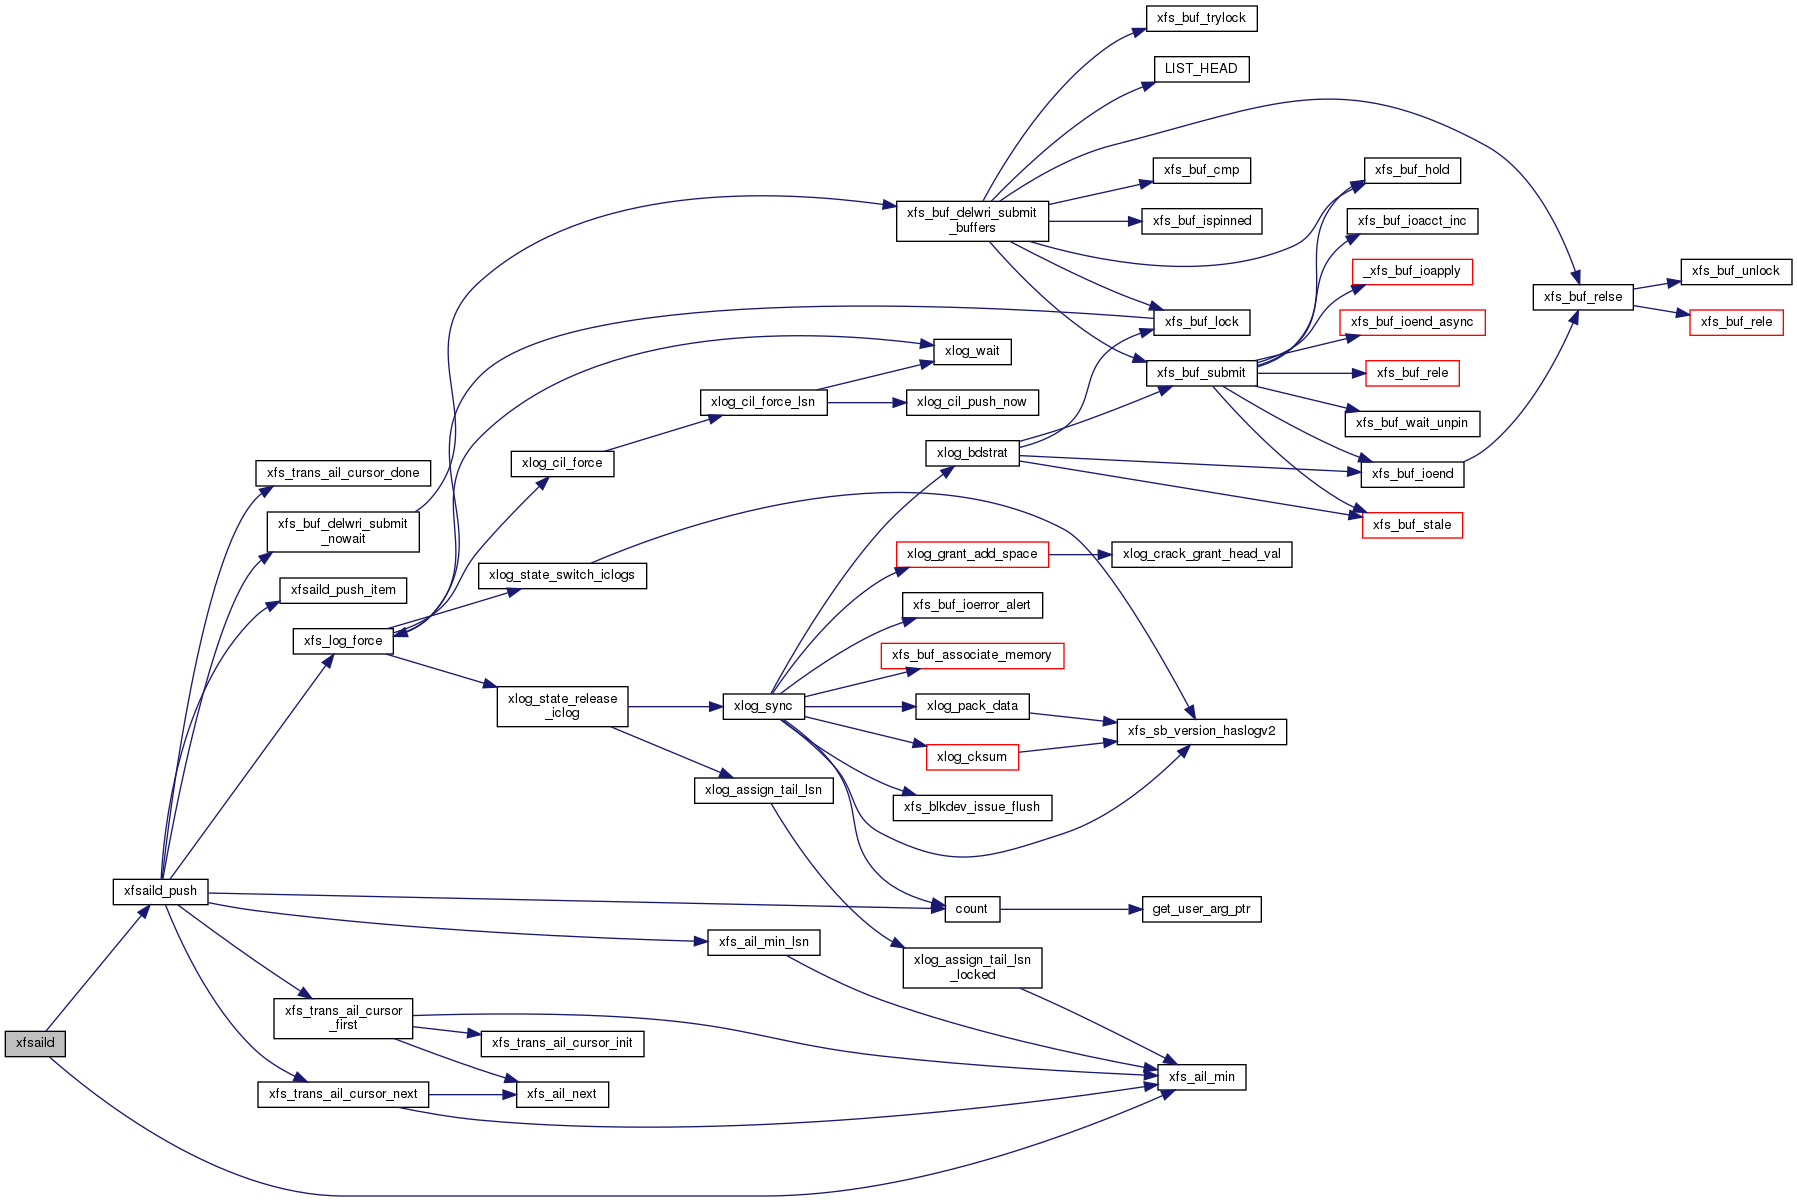 xfs_buf_trylock
LIST_HEAD
xfs_buf_cmp
xfs_buf_hold
xfs_buf_delwri_submit
_buffers
xfs_buf_ispinned
xfs_buf_ioacct_inc
_xfs_buf_ioapply
xfs_buf_unlock
xfs_buf_relse
xfs_buf_lock
xfs_buf_ioend_async
xfs_buf_rele
xlog_wait
xfs_buf_submit
xfs_buf_rele
xlog_cil_force_lsn
xlog_cil_push_now
xfs_buf_wait_unpin
xlog_bdstrat
xlog_cil_force
xfs_trans_ail_cursor_done
xfs_buf_ioend
xfs_buf_delwri_submit
_nowait
xfs_buf_stale
xlog_grant_add_space
xlog_crack_grant_head_val
xlog_state_switch_iclogs
xfsaild_push_item
xfs_buf_ioerror_alert
xfs_log_force
xfs_buf_associate_memory
xlog_state_release
_iclog
xlog_sync
xlog_pack_data
xfs_sb_version_haslogv2
xlog_cksum
xlog_assign_tail_lsn
xfs_blkdev_issue_flush
xfsaild_push
count
get_user_arg_ptr
xfs_ail_min_lsn
xlog_assign_tail_lsn
_locked
xfs_trans_ail_cursor
_first
xfsaild
xfs_trans_ail_cursor_init
xfs_ail_min
xfs_trans_ail_cursor_next
xfs_ail_next